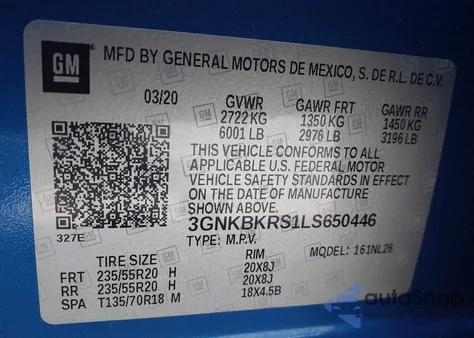 GM
MFD BY GENERAL MOTORS DE MEXICO, S. DE R.L. DE C.V.
03/20 GVWR GAWR FRT GAWR RR
2722 KG 1350 KG 1450 KG
6001 LB 2976 LB 3196 LB
THIS VEHICLE CONFORMS TO ALL
APPLICABLE U.S. FEDERAL MOTOR
VEHICLE SAFETY STANDARDS IN EFFECT
ON THE DATE OF MANUFACTURE
SHOWN ABOVE.
3GNKBKRS1LS650446
327E TYPE: M.P.V. MODEL: 161NL26
TIRE SIZE RIM
FRT 235/55R20 H 20X8J
RR 235/55R20 H 20X8J
SPA T135/70R18 M 18X4.5B
autoSnap